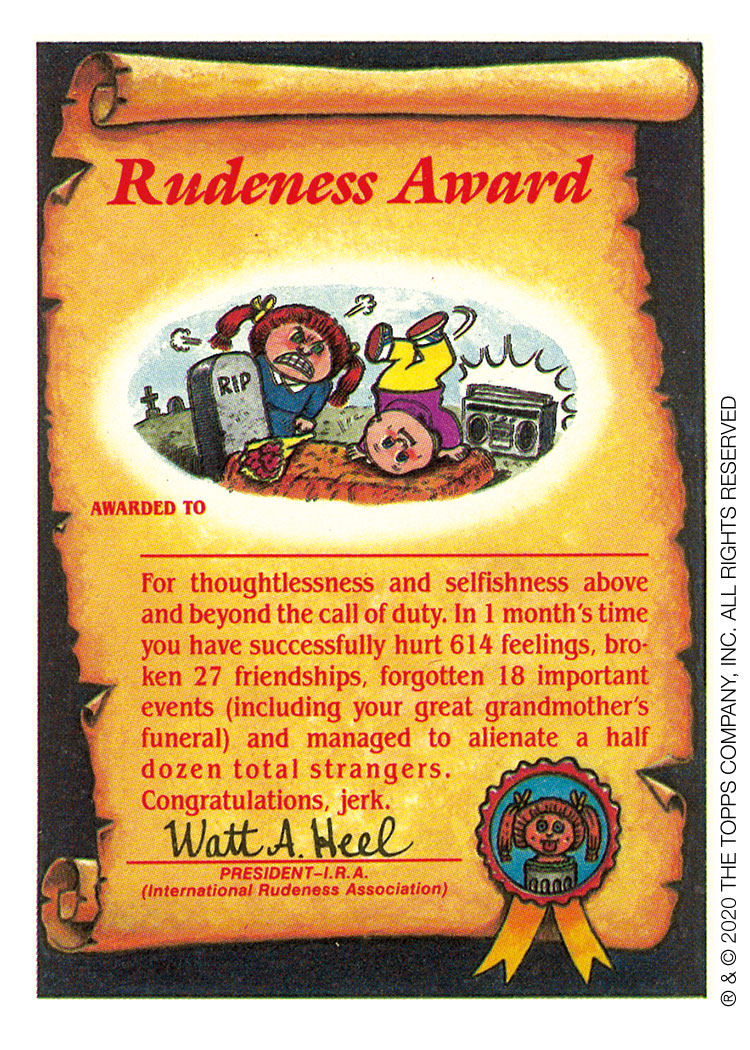 Rudeness Award
RIP
AWARDED TO
For thoughtlessness and selfishness above
and beyond the call of duty. In 1 month's time
you have successfully hurt 614 feelings, bro-
ken 27 friendships, forgotten 18 important
events (including your great grandmother's
funeral) and managed to alienate a half
dozen total strangers.
Congratulations, jerk.
Watt A. Heel
PRESIDENT–I.R.A.
(International Rudeness Association)
® & © 2020 THE TOPPS COMPANY, INC. ALL RIGHTS RESERVED